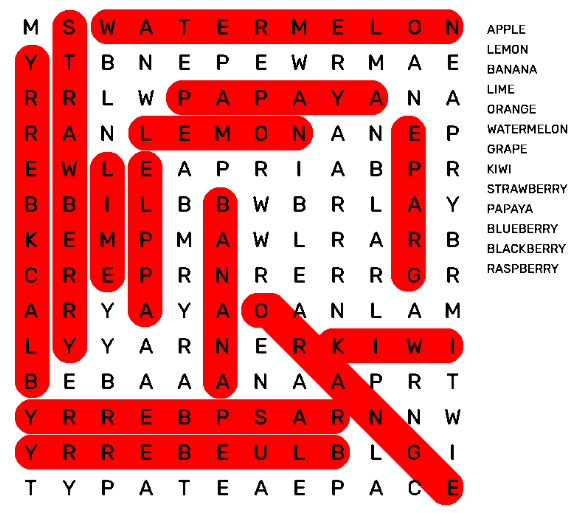 M S W A T E R M E L O N
Y T B N E P E W R M A E
R R L W P A P A Y A N A
R A N L E M O N A N E P
E W L E A P R I A B P R
B B I L B B W B R L A Y
K E M P M A W L R A R B
C R E P R N R E R R G R
A R Y A Y A O A N L A M
L Y Y A R N E R K I W I
B E B A A A N A A P R T
Y R R E B P S A R N N W
Y R R E B E U L B L G I
T Y P A T E A E P A C E
APPLE
LEMON
BANANA
LIME
ORANGE
WATERMELON
GRAPE
KIWI
STRAWBERRY
PAPAYA
BLUEBERRY
BLACKBERRY
RASPBERRY